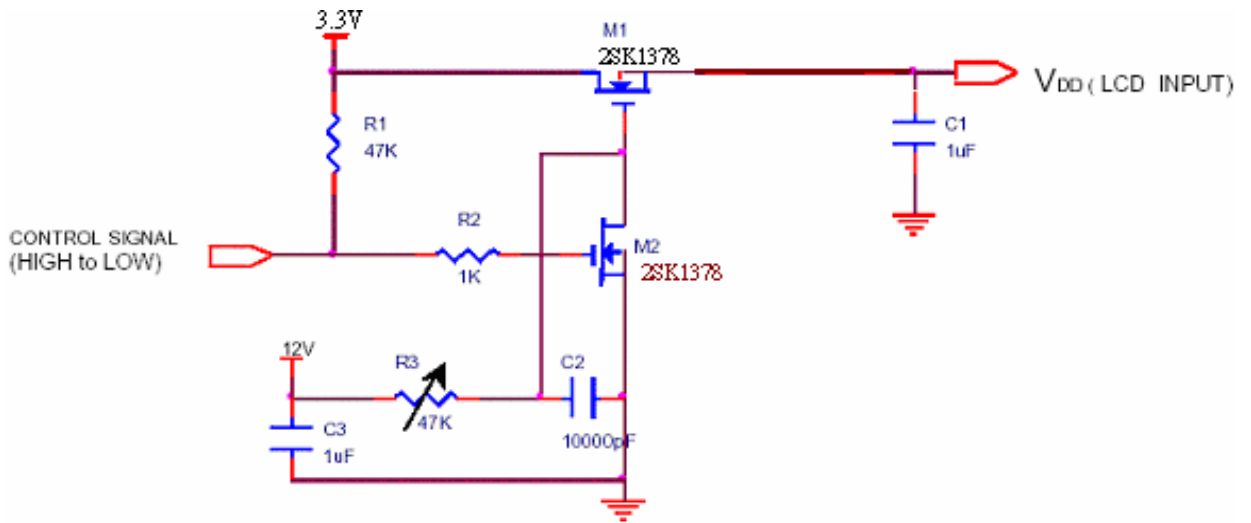 3.3V
M1
2SK1378
VDD ( LCD INPUT)
R1
47K
C1
1uF
CONTROL SIGNAL
(HIGH to LOW)
R2
1K
M2
2SK1378
12V
R3
47K
C2
10000pF
C3
1uF